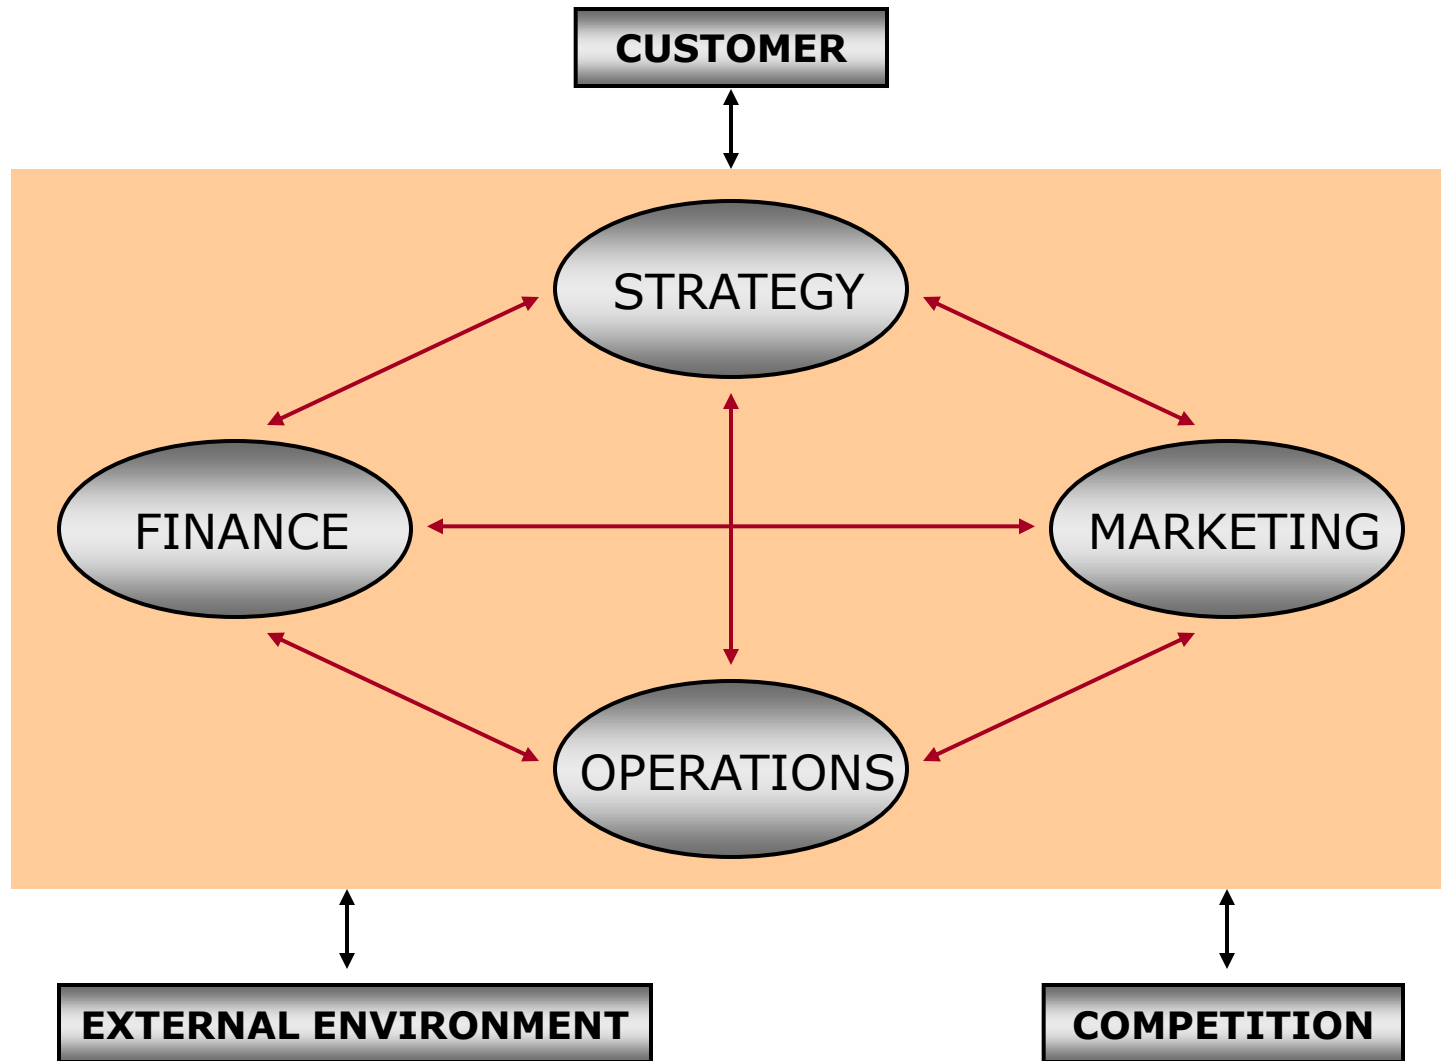 CUSTOMER
STRATEGY
FINANCE
MARKETING
OPERATIONS
EXTERNAL ENVIRONMENT
COMPETITION